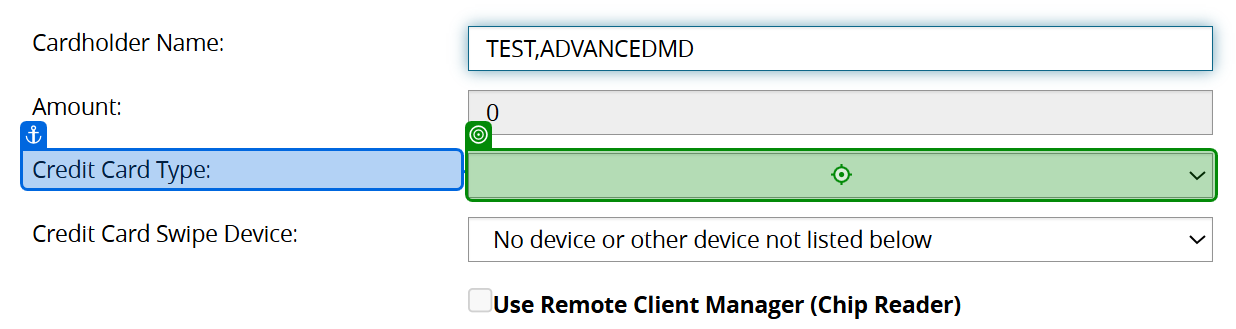 Cardholder Name: TEST,ADVANCEDMD
Amount: 0
Credit Card Type:
Credit Card Swipe Device: No device or other device not listed below
Use Remote Client Manager (Chip Reader)